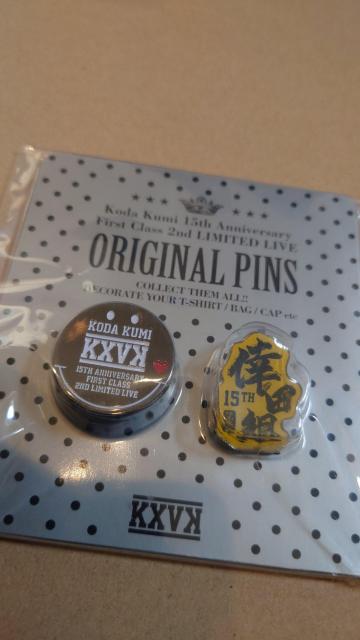 Koda Kumi 15th Anniversary
First Class 2nd LIMITED LIVE
ORIGINAL PINS
COLLECT THEM ALL!!
DECORATE YOUR T-SHIRT / BAG / CAP etc
KODA KUMI
KXVK
15TH ANNIVERSARY
FIRST CLASS
2ND LIMITED LIVE
倖田組
15TH
KXVK